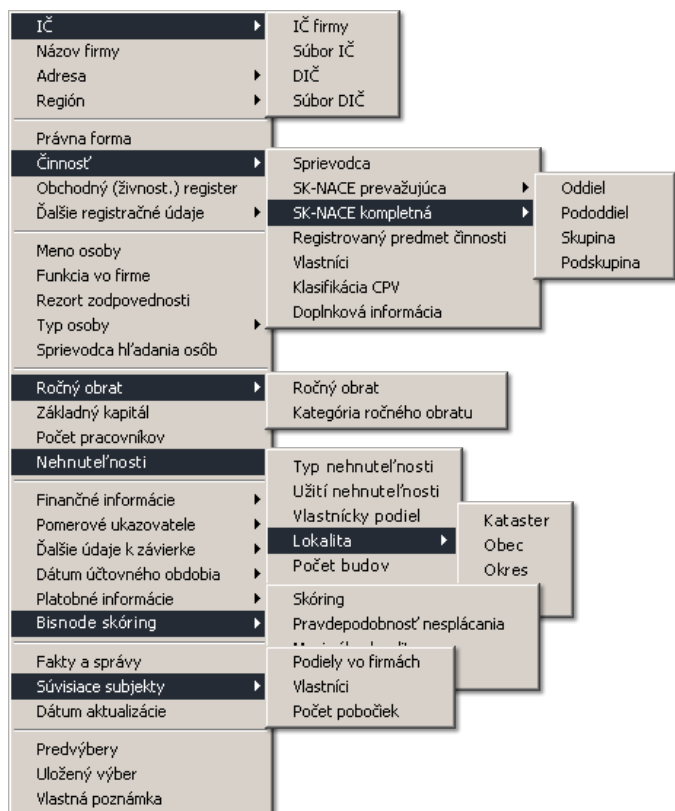 IČ
Názov firmy
Adresa
Región
IČ firmy
Súbor IČ
DIČ
Súbor DIČ
Právna forma
Činnosť
Obchodný (živnost.) register
Ďalšie registračné údaje
Sprievodca
SK-NACE prevažujúca
SK-NACE kompletná
Registrovaný predmet činnosti
Vlastníci
Klasifikácia CPV
Doplnková informácia
Oddiel
Pododdiel
Skupina
Podskupina
Meno osoby
Funkcia vo firme
Rezort zodpovednosti
Typ osoby
Sprievodca hľadania osôb
Ročný obrat
Základný kapitál
Počet pracovníkov
Nehnuteľnosti
Ročný obrat
Kategória ročného obratu
Typ nehnuteľnosti
Užití nehnuteľnosti
Vlastnícky podiel
Lokalita
Počet budov
Kataster
Obec
Okres
Finančné informácie
Pomerové ukazovatele
Ďalšie údaje k závierke
Dátum účtovného obdobia
Platobné informácie
Bisnode skóring
Skóring
Pravdepodobnosť nesplácania
Fakty a správy
Súvisiace subjekty
Dátum aktualizácie
Podiely vo firmách
Vlastníci
Počet pobočiek
Predvýbery
Uložený výber
Vlastná poznámka